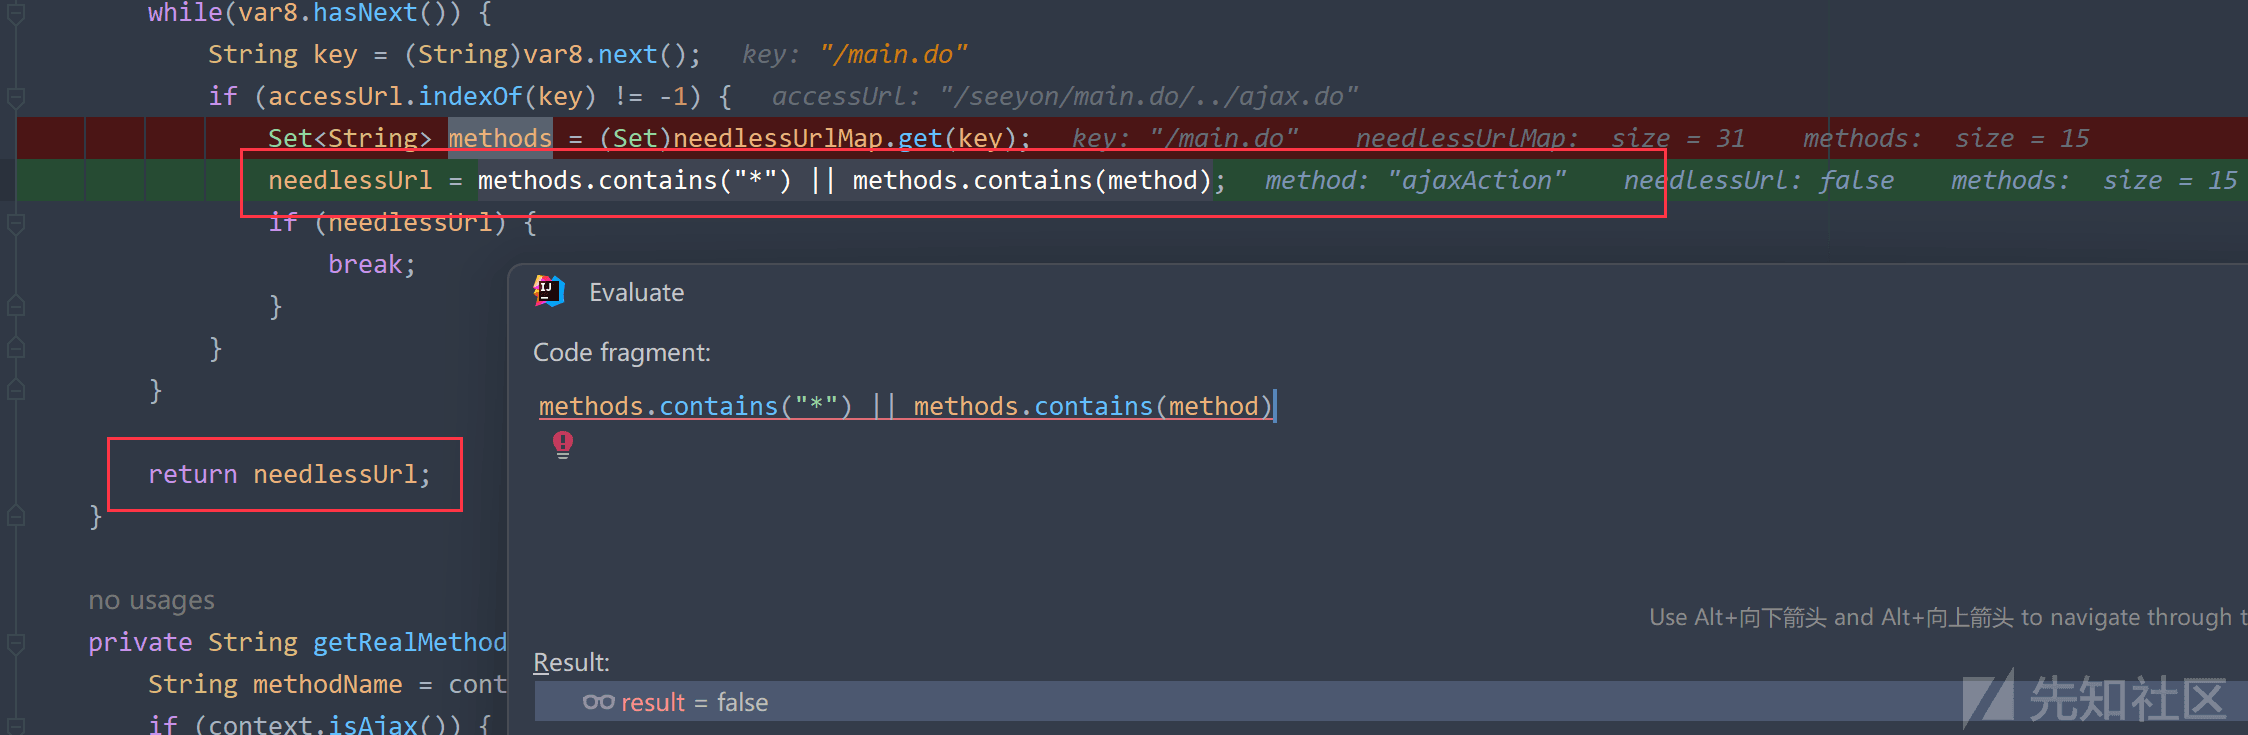 while(var8.hasNext()) {
String key = (String)var8.next(); key: "/main.do"
if (accessUrl.indexOf(key) != -1) { accessUrl: "/seeyon/main.do/../ajax.do"
Set<String> methods = (Set)needlessUrlMap.get(key); key: "/main.do" needlessUrlMap: size = 31 methods: size = 15
needlessUrl = methods.contains("*") || methods.contains(method); method: "ajaxAction" needlessUrl: false methods: size = 15
if (needlessUrl) {
break;
}
}
}
return needlessUrl;
}
no usages
private String getRealMethod
String methodName = cont
if (context.isAjax()) {
IJ
Evaluate
Code fragment:
methods.contains("*") || methods.contains(method)
Use Alt+向下箭头 and Alt+向上箭头 to navigate through t
Result:
result = false
先知社区